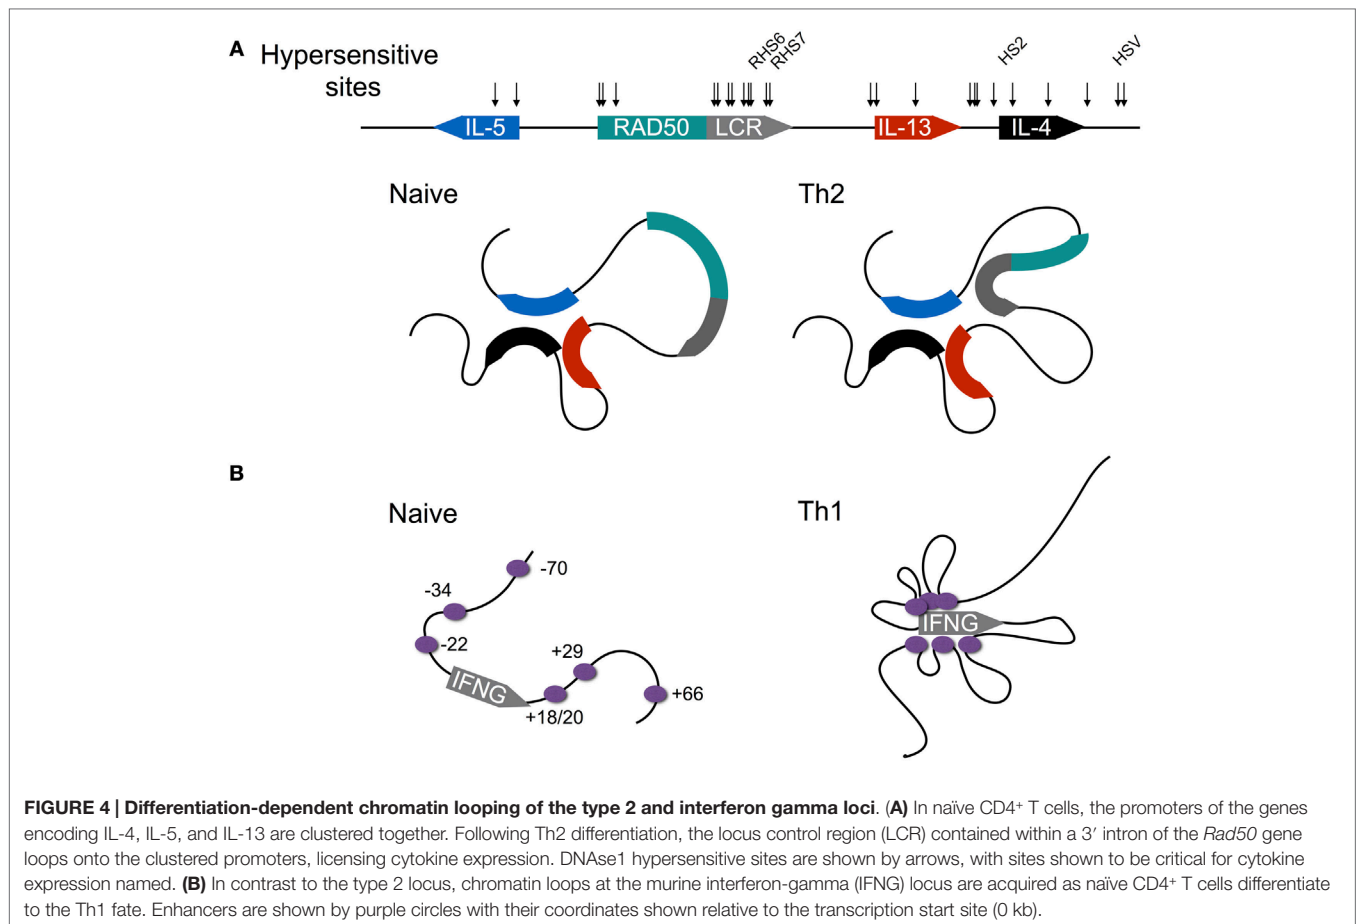 A
Hypersensitive
sites
RHS6
RHS7
HS2
HSV
IL-5
RAD50
LCR
IL-13
IL-4
Naive
Th2
B
Naive
Th1
-70
-34
-22
IFNG
+29
+18/20
+66
IFNG
FIGURE 4 | Differentiation-dependent chromatin looping of the type 2 and interferon gamma loci. (A) In naïve CD4⁺ T cells, the promoters of the genes
encoding IL-4, IL-5, and IL-13 are clustered together. Following Th2 differentiation, the locus control region (LCR) contained within a 3′ intron of the Rad50 gene
loops onto the clustered promoters, licensing cytokine expression. DNAse1 hypersensitive sites are shown by arrows, with sites shown to be critical for cytokine
expression named. (B) In contrast to the type 2 locus, chromatin loops at the murine interferon-gamma (IFNG) locus are acquired as naïve CD4⁺ T cells differentiate
to the Th1 fate. Enhancers are shown by purple circles with their coordinates shown relative to the transcription start site (0 kb).